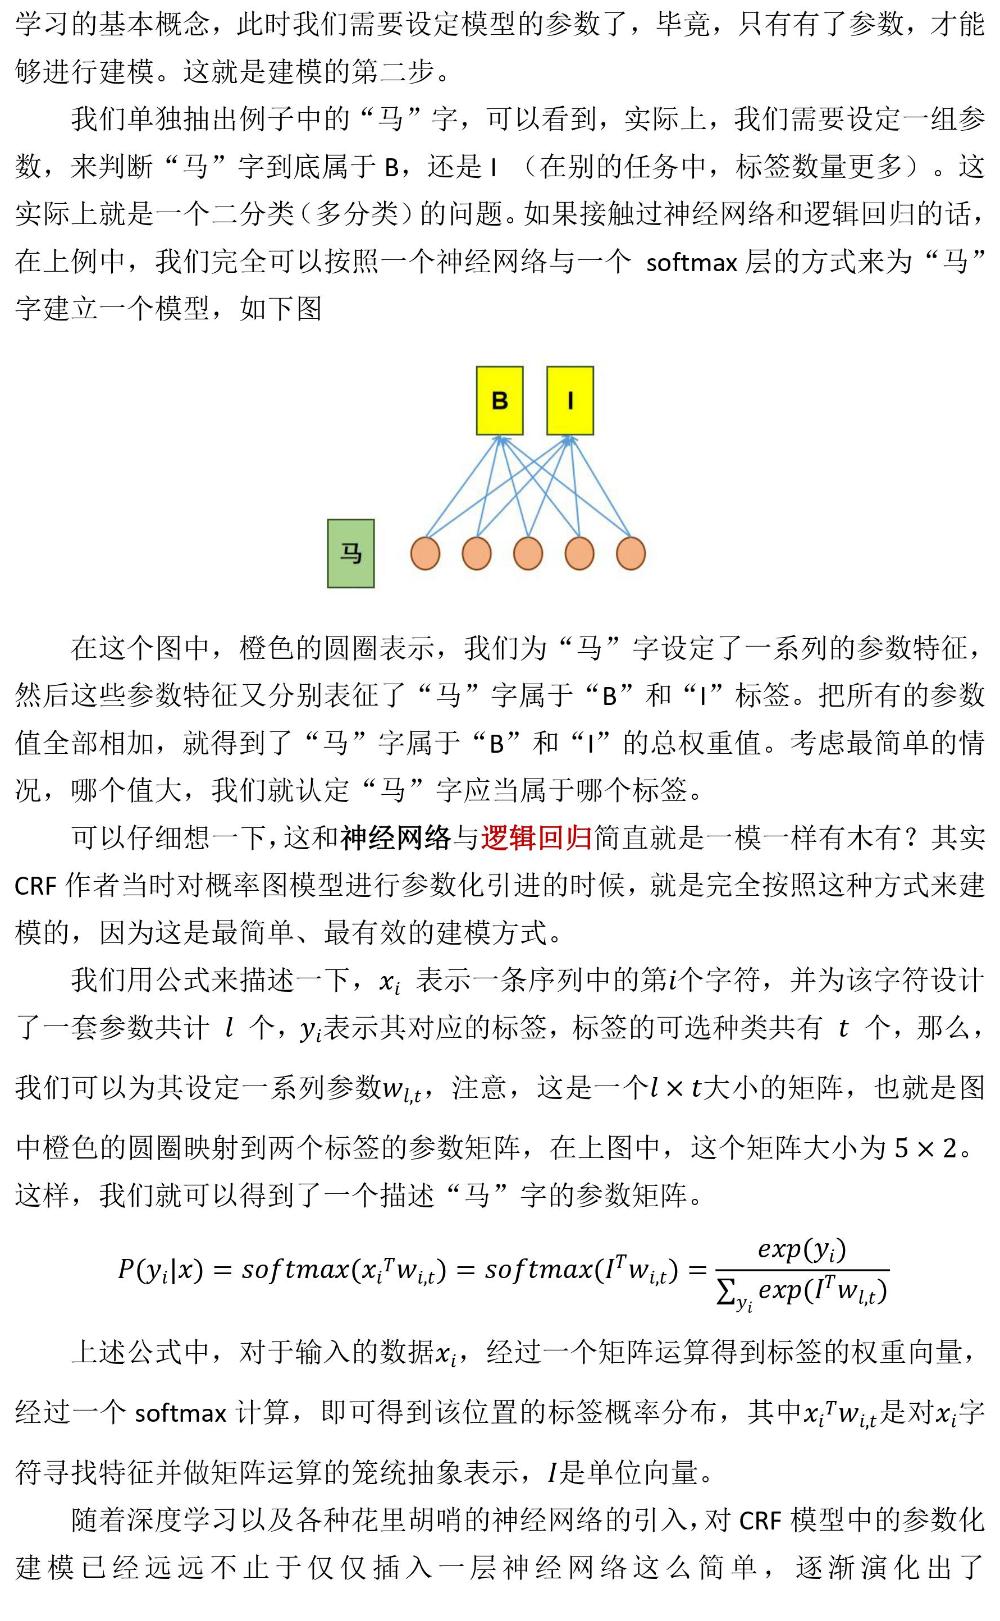 学习的基本概念，此时我们需要设定模型的参数了，毕竟，只有有了参数，才能
够进行建模。这就是建模的第二步。
我们单独抽出例子中的“马”字，可以看到，实际上，我们需要设定一组参
数，来判断“马”字到底属于 B，还是 I （在别的任务中，标签数量更多）。这
实际上就是一个二分类（多分类）的问题。如果接触过神经网络和逻辑回归的话，
在上例中，我们完全可以按照一个神经网络与一个 softmax 层的方式来为“马”
字建立一个模型，如下图
B I
马
在这个图中，橙色的圆圈表示，我们为“马”字设定了一系列的参数特征，
然后这些参数特征又分别表征了“马”字属于“B”和“I”标签。把所有的参数
值全部相加，就得到了“马”字属于“B”和“I”的总权重值。考虑最简单的情
况，哪个值大，我们就认定“马”字应当属于哪个标签。
可以仔细想一下，这和神经网络与逻辑回归简直就是一模一样有木有？其实
CRF 作者当时对概率图模型进行参数化引进的时候，就是完全按照这种方式来建
模的，因为这是最简单、最有效的建模方式。
我们用公式来描述一下，$x_i$ 表示一条序列中的第$i$个字符，并为该字符设计
了一套参数共计 $l$ 个，$y_i$表示其对应的标签，标签的可选种类共有 $t$ 个，那么，
我们可以为其设定一系列参数$w_{l,t}$，注意，这是一个$l \times t$大小的矩阵，也就是图
中橙色的圆圈映射到两个标签的参数矩阵，在上图中，这个矩阵大小为 $5 \times 2$。
这样，我们就可以得到了一个描述“马”字的参数矩阵。
$P(y_i|x) = softmax({x_i}^T w_{i,t}) = softmax(I^T w_{i,t}) = \frac{exp(y_i)}{\sum_{y_i} exp(I^T w_{l,t})}$
上述公式中，对于输入的数据$x_i$，经过一个矩阵运算得到标签的权重向量，
经过一个 softmax 计算，即可得到该位置的标签概率分布，其中${x_i}^T w_{i,t}$是对$x_i$字
符寻找特征并做矩阵运算的笼统抽象表示，$I$是单位向量。
随着深度学习以及各种花里胡哨的神经网络的引入，对 CRF 模型中的参数化
建模已经远远不止于仅仅插入一层神经网络这么简单，逐渐演化出了